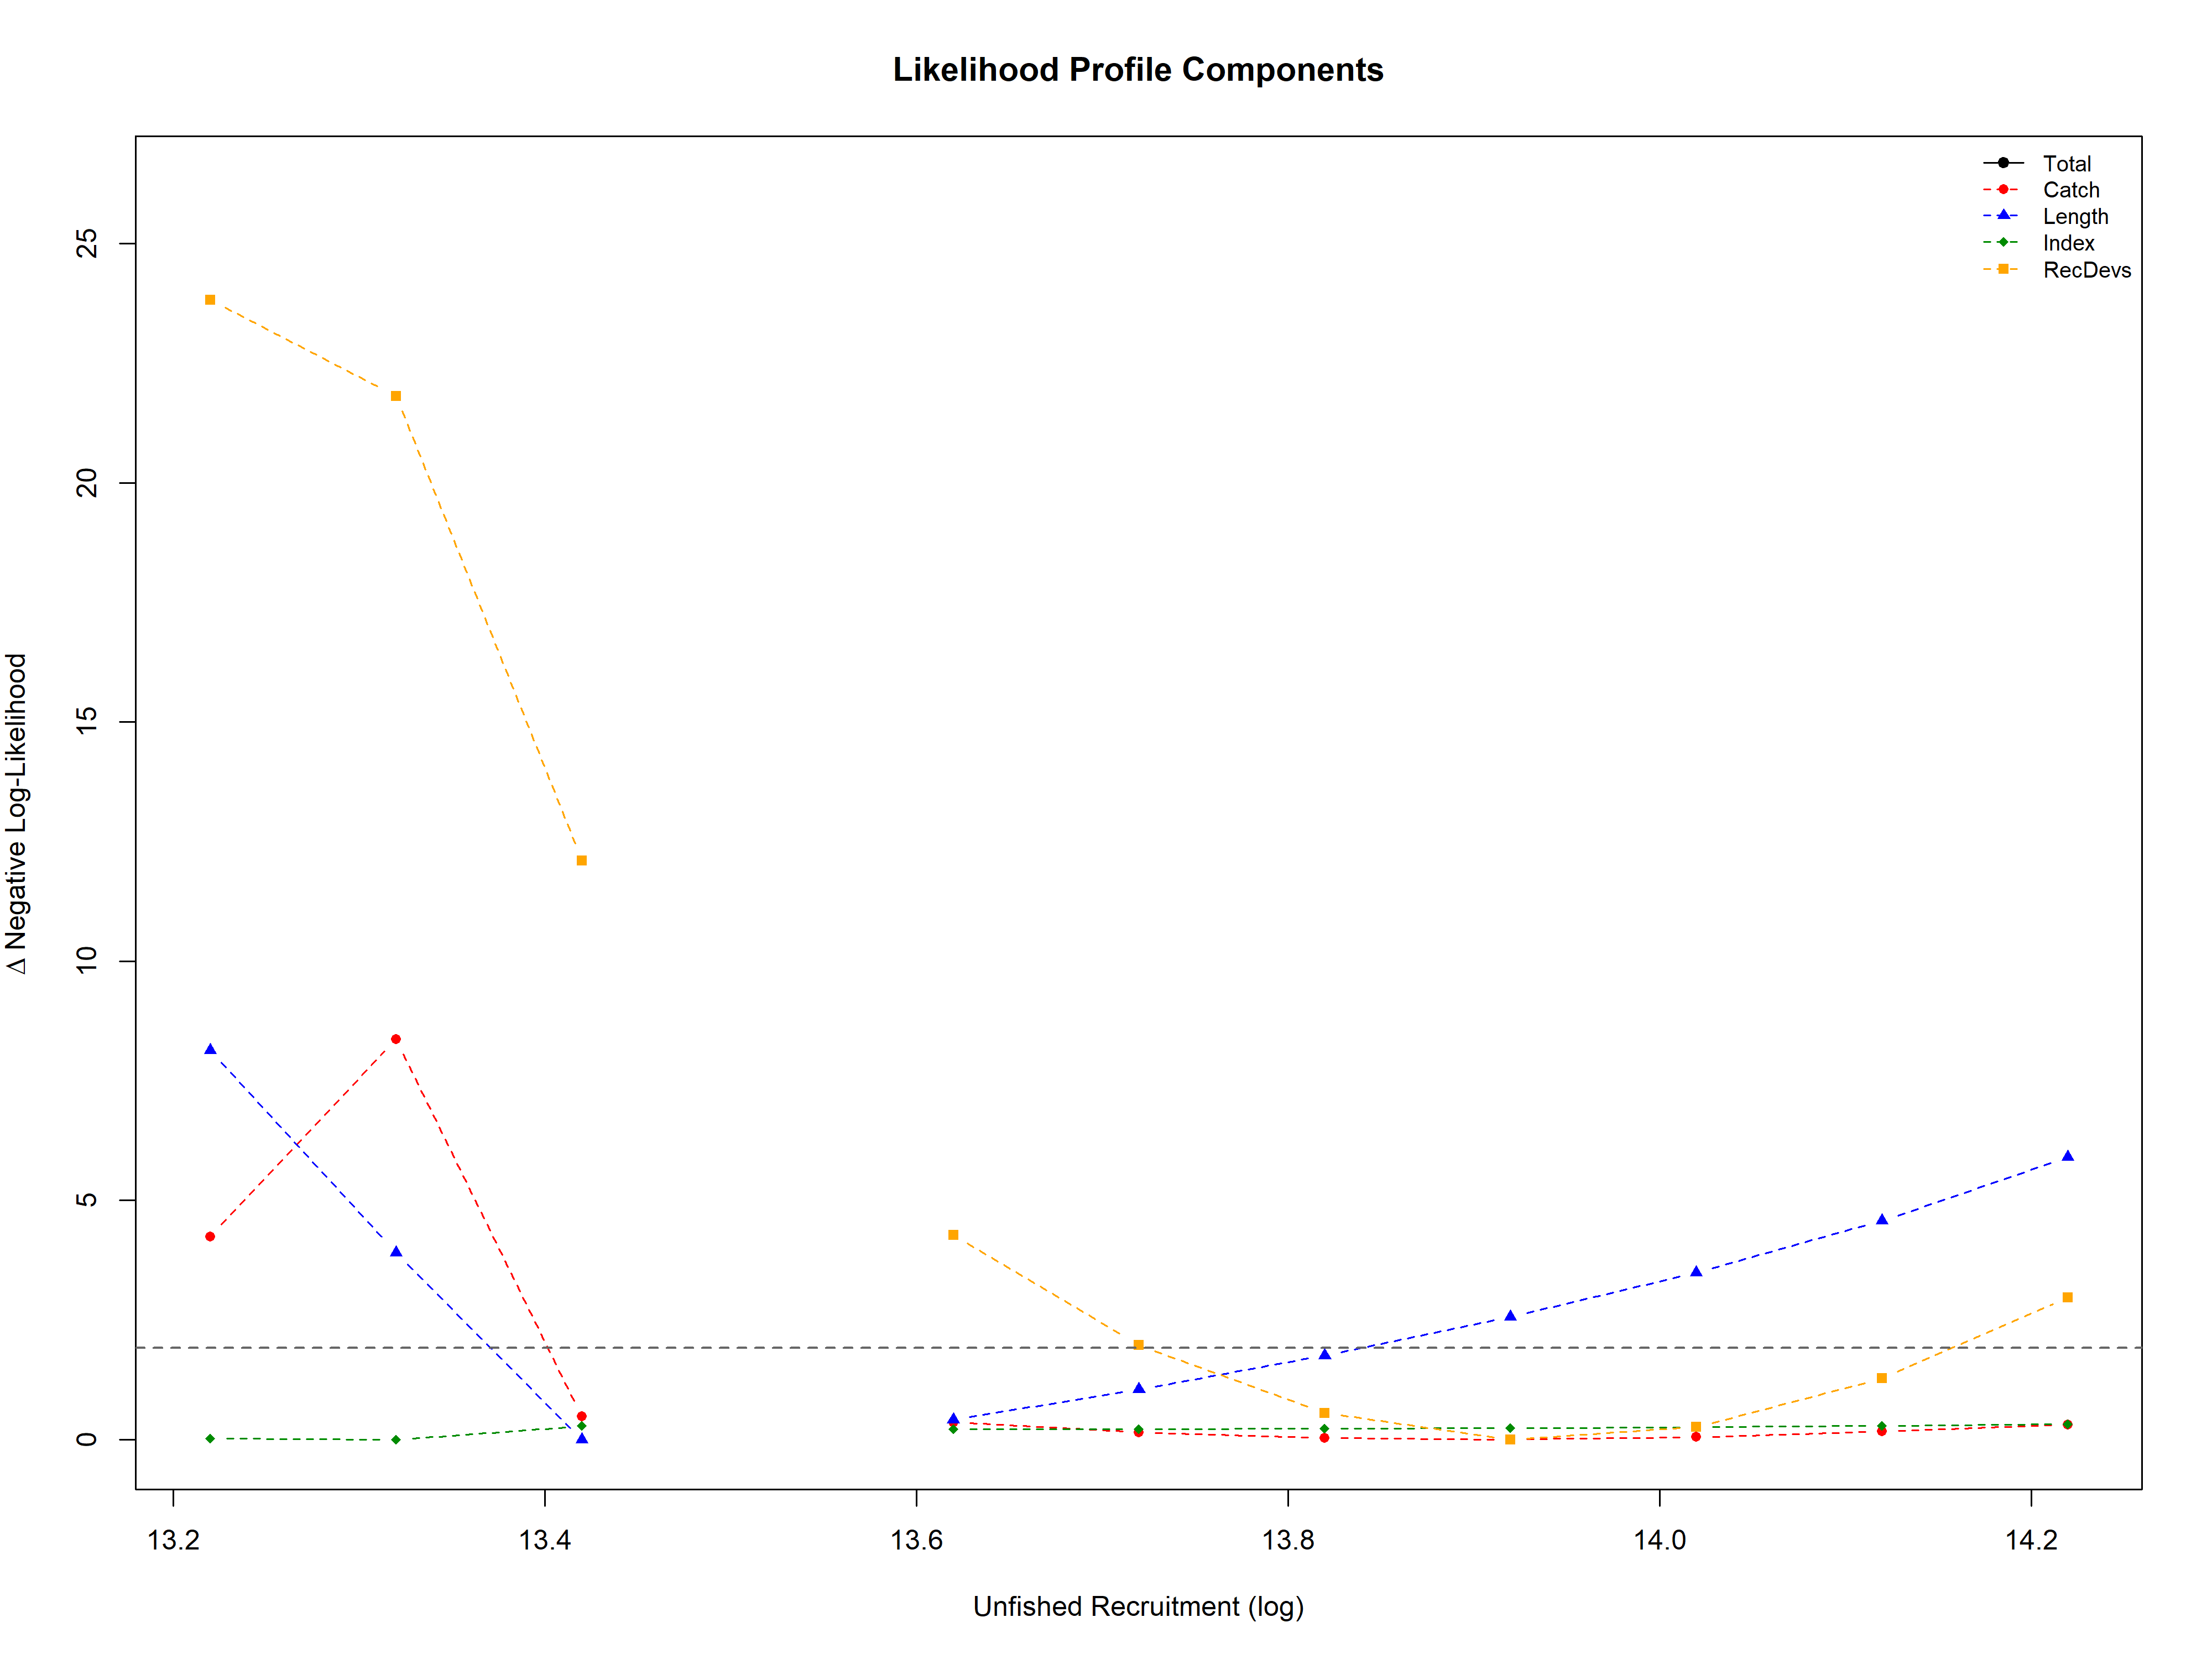 Likelihood Profile Components
Total
Catch
Length
Index
RecDevs
25
20
15
10
5
0
Δ Negative Log-Likelihood
13.2 13.4 13.6 13.8 14.0 14.2
Unfished Recruitment (log)